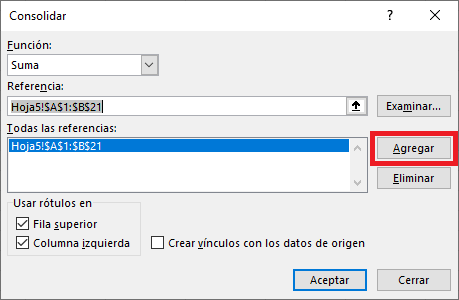 Consolidar
Función:
Suma
Referencia:
Hoja5!$A$1:$B$21
Examinar...
Todas las referencias:
Hoja5!$A$1:$B$21
Agregar
Eliminar
Usar rótulos en
Fila superior
Columna izquierda
Crear vínculos con los datos de origen
Aceptar
Cerrar